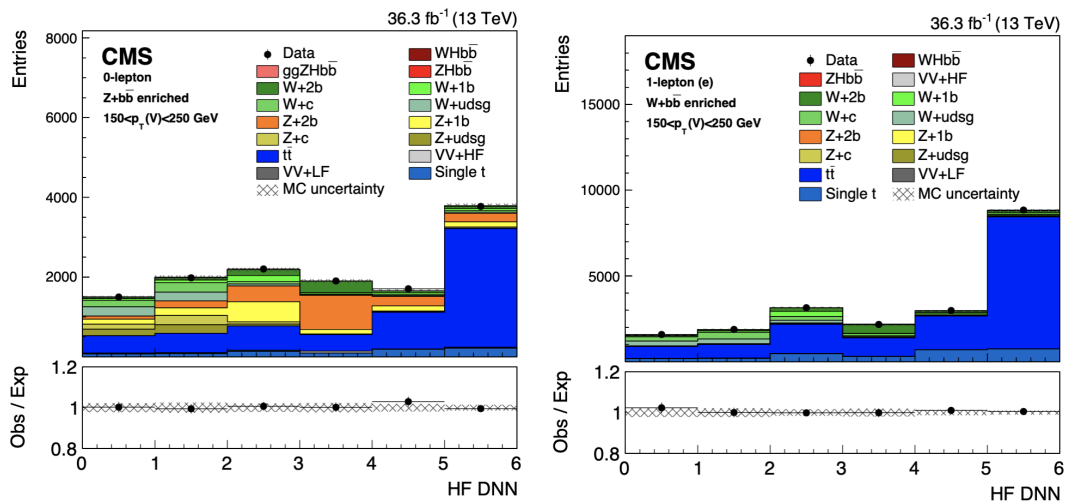 36.3 fb⁻¹ (13 TeV)
Entries
8000
6000
4000
2000
CMS
0-lepton
Z+bb̅ enriched
150<p_T(V)<250 GeV
Data
WHbb̅
ggZHbb̅
ZHbb̅
W+2b
W+1b
W+c
W+udsg
Z+2b
Z+1b
Z+c
Z+udsg
tt̅
VV+HF
VV+LF
Single t
MC uncertainty
Obs / Exp
1.2
1
0.8
0 1 2 3 4 5 6
HF DNN
36.3 fb⁻¹ (13 TeV)
Entries
15000
10000
5000
CMS
1-lepton (e)
W+bb̅ enriched
150<p_T(V)<250 GeV
Data
WHbb̅
ZHbb̅
VV+HF
W+2b
W+1b
W+c
W+udsg
Z+2b
Z+1b
Z+c
Z+udsg
tt̅
VV+LF
Single t
MC uncertainty
Obs / Exp
1.2
1
0.8
0 1 2 3 4 5 6
HF DNN